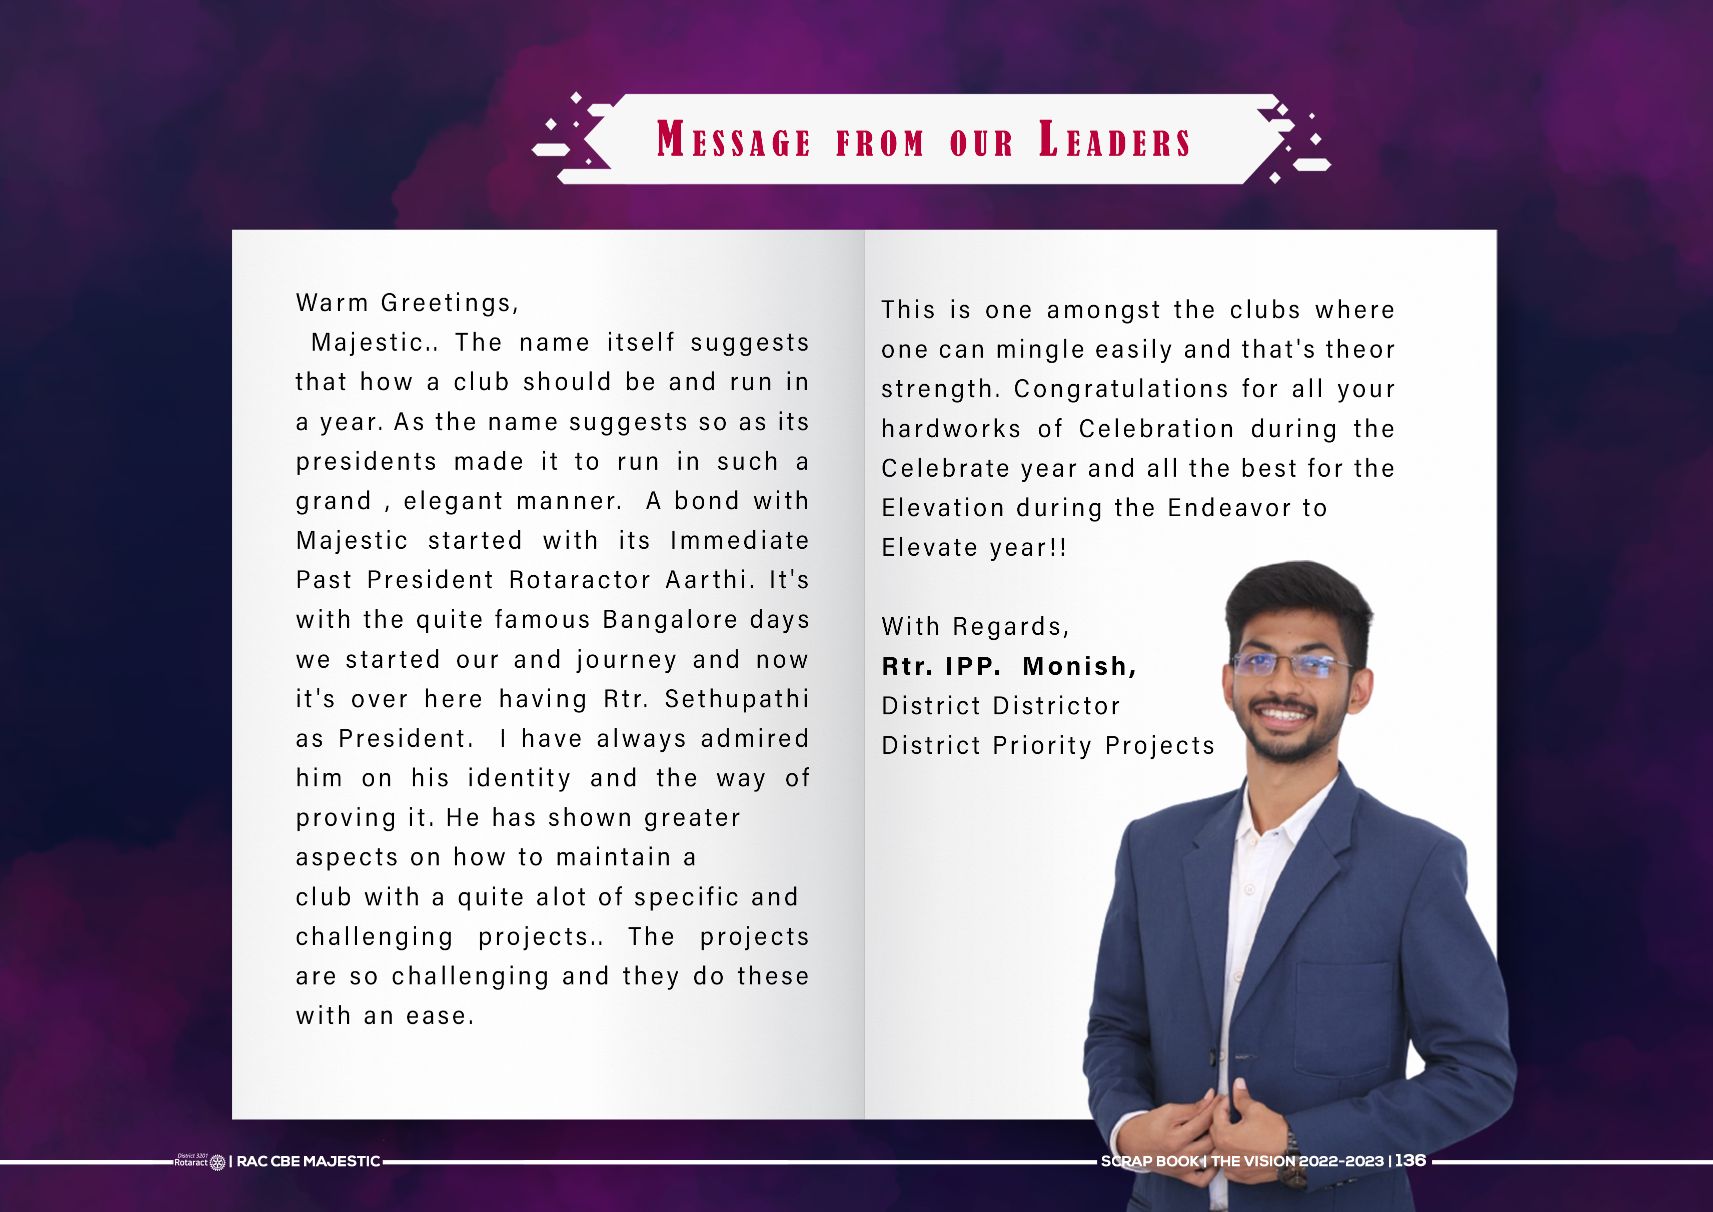 Message from our Leaders
Warm Greetings,
Majestic.. The name itself suggests
that how a club should be and run in
a year. As the name suggests so as its
presidents made it to run in such a
grand , elegant manner. A bond with
Majestic started with its Immediate
Past President Rotaractor Aarthi. It's
with the quite famous Bangalore days
we started our and journey and now
it's over here having Rtr. Sethupathi
as President. I have always admired
him on his identity and the way of
proving it. He has shown greater
aspects on how to maintain a
club with a quite alot of specific and
challenging projects.. The projects
are so challenging and they do these
with an ease.
This is one amongst the clubs where
one can mingle easily and that's theor
strength. Congratulations for all your
hardworks of Celebration during the
Celebrate year and all the best for the
Elevation during the Endeavor to
Elevate year!!
With Regards,
Rtr. IPP. Monish,
District Districtor
District Priority Projects
District 3201
Rotaract | RAC CBE MAJESTIC
SCRAP BOOK | THE VISION 2022-2023 | 136